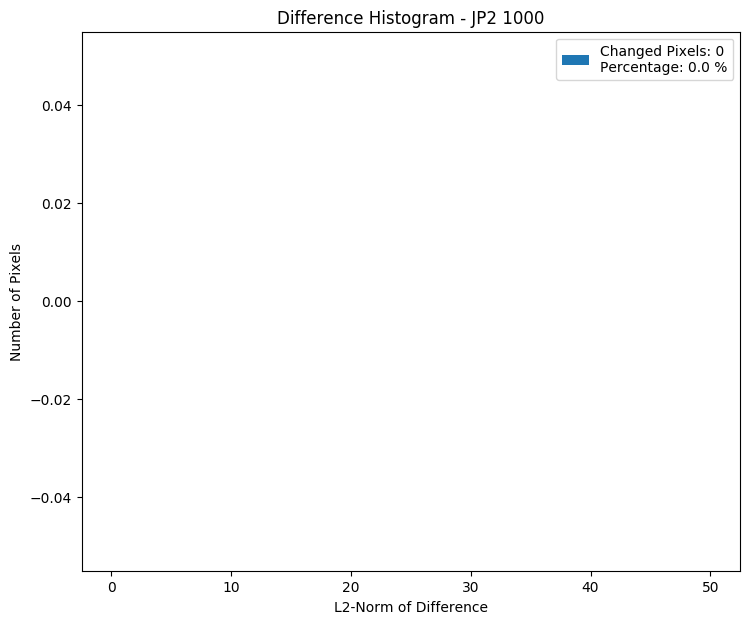 Difference Histogram - JP2 1000
Changed Pixels: 0
Percentage: 0.0 %
Number of Pixels
0.04
0.02
0.00
−0.02
−0.04
0 10 20 30 40 50
L2-Norm of Difference